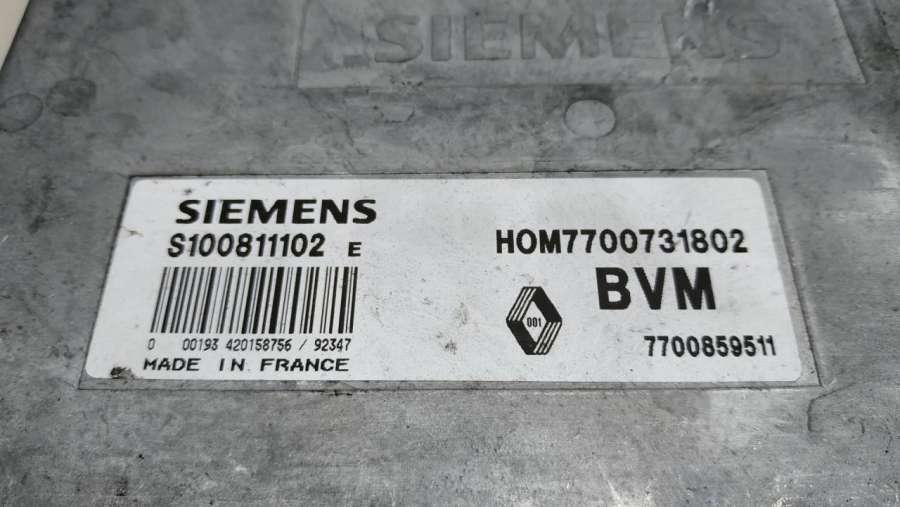 SIEMENS
SIEMENS
S100811102 E
0 00193 420158756 / 92347
MADE IN FRANCE
HOM7700731802
BVM
001
7700859511